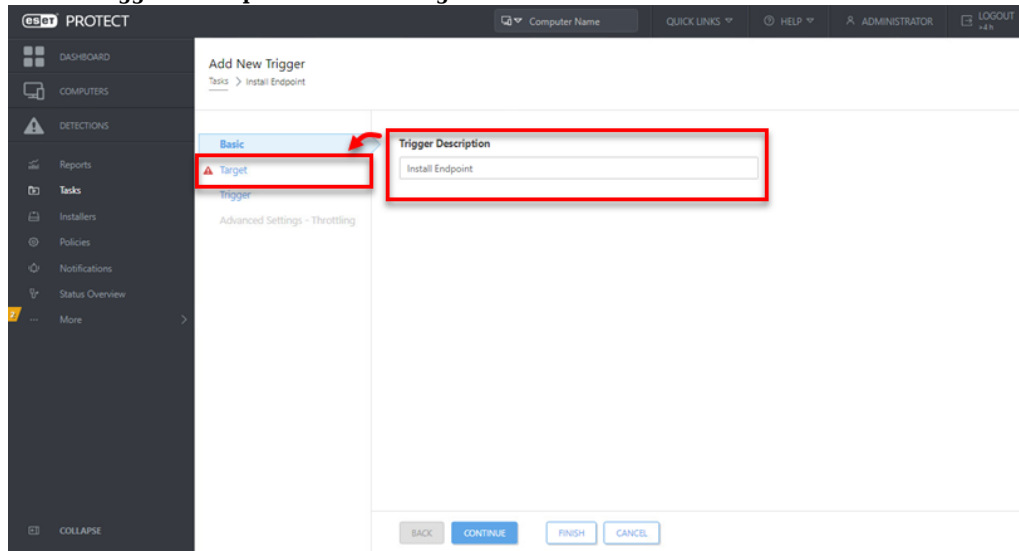 eset PROTECT
Computer Name
QUICK LINKS
HELP
ADMINISTRATOR
LOGOUT
>4 h
DASHBOARD
COMPUTERS
DETECTIONS
Reports
Tasks
Installers
Policies
Notifications
Status Overview
More
COLLAPSE
Add New Trigger
Tasks > Install Endpoint
Basic
Target
Trigger
Advanced Settings - Throttling
Trigger Description
Install Endpoint
BACK
CONTINUE
FINISH
CANCEL